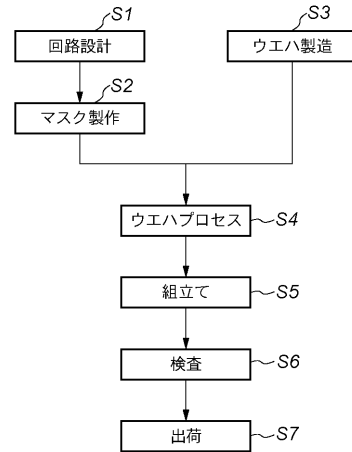 S1
回路設計
S2
マスク製作
S3
ウエハ製造
S4
ウエハプロセス
S5
組立て
S6
検査
S7
出荷